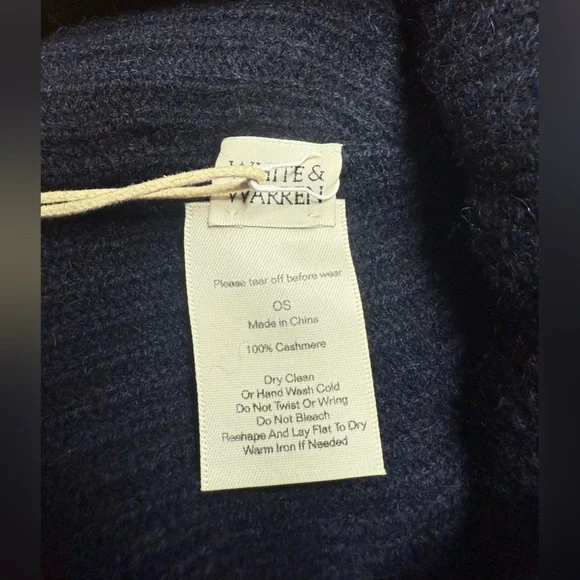 WHITE &
WARREN
Please tear off before wear
OS
Made in China
100% Cashmere
Dry Clean
Or Hand Wash Cold
Do Not Twist Or Wring
Do Not Bleach
Reshape And Lay Flat To Dry
Warm Iron If Needed